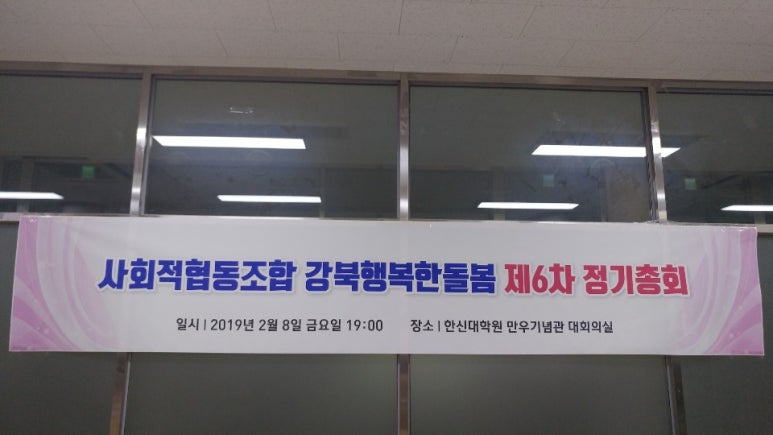 사회적협동조합 강북행복한돌봄 제6차 정기총회
일시 | 2019년 2월 8일 금요일 19:00 장소 | 한신대학원 만우기념관 대회의실